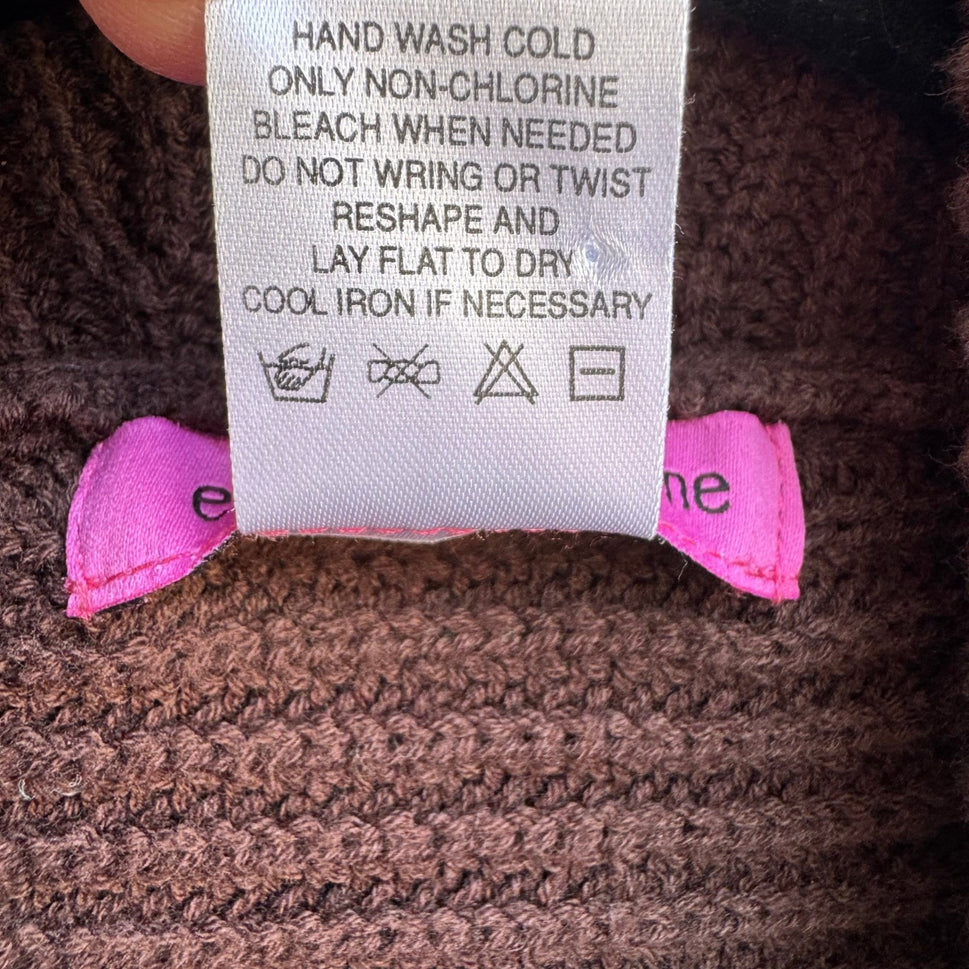 HAND WASH COLD
ONLY NON-CHLORINE
BLEACH WHEN NEEDED
DO NOT WRING OR TWIST
RESHAPE AND
LAY FLAT TO DRY
COOL IRON IF NECESSARY
e
ne